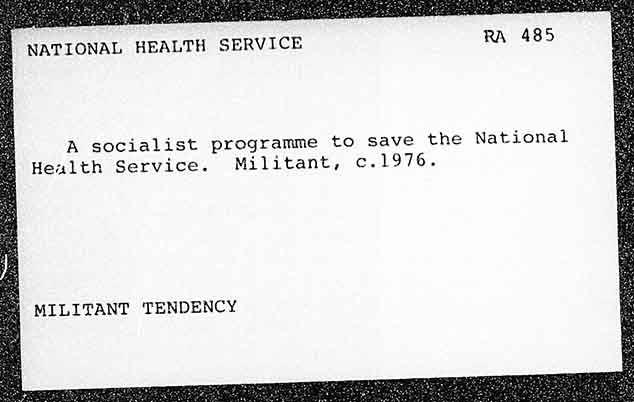 NATIONAL HEALTH SERVICE RA 485
A socialist programme to save the National
Health Service. Militant, c.1976.
MILITANT TENDENCY